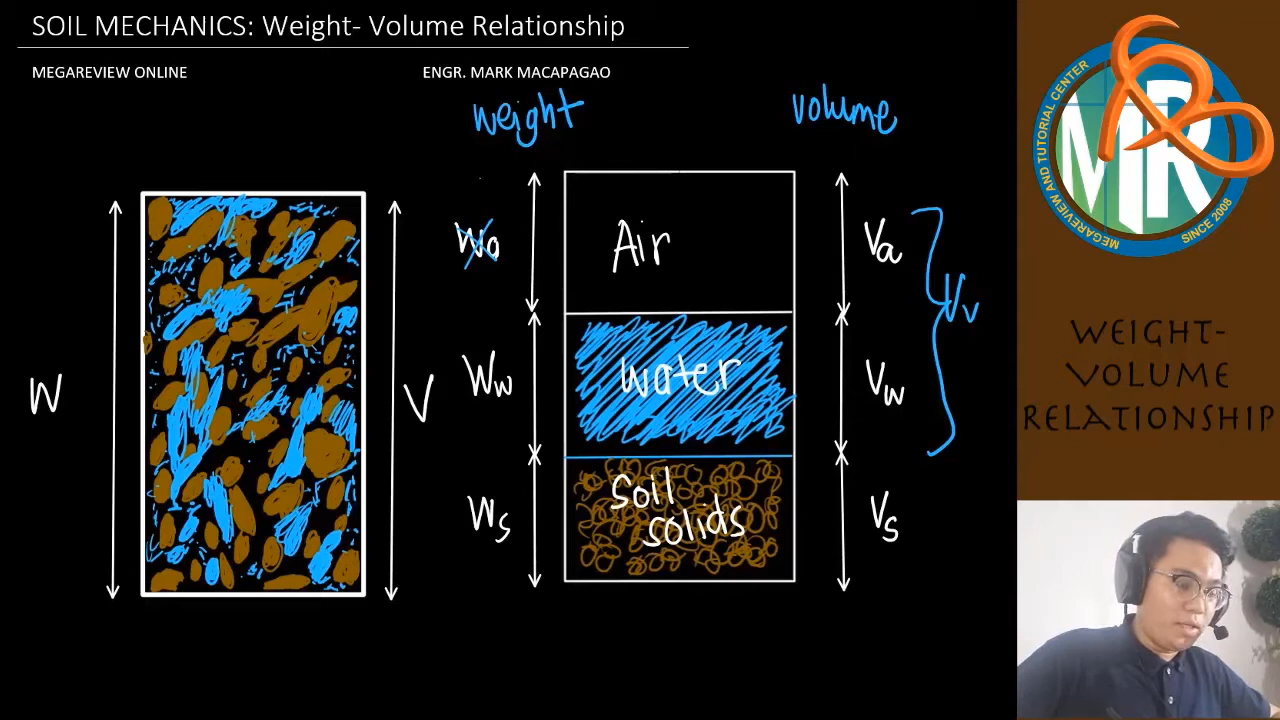 SOIL MECHANICS: Weight- Volume Relationship
MEGAREVIEW ONLINE
ENGR. MARK MACAPAGAO
weight
volume
W
V
Wa
Air
Va
Vv
Ww
water
Vw
Ws
soil
solids
Vs
MR
MEGAREVIEW AND TUTORIAL CENTER
SINCE 2008
WEIGHT-
VOLUME
RELATIONSHIP